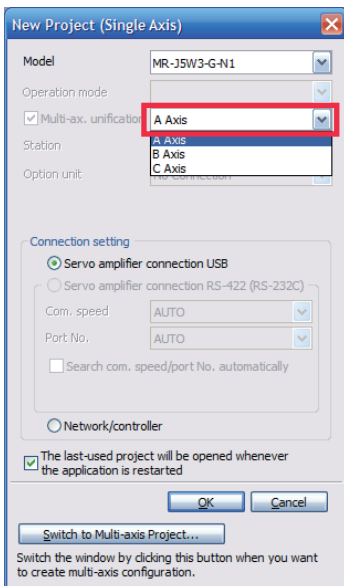 New Project (Single Axis)
Model MR-J5W3-G-N1
Operation mode
Multi-ax. unification A Axis
A Axis
Station
B Axis
C Axis
Option unit No Connection
Connection setting
Servo amplifier connection USB
Servo amplifier connection RS-422 (RS-232C)
Com. speed AUTO
Port No. AUTO
Search com. speed/port No. automatically
Network/controller
The last-used project will be opened whenever
the application is restarted
OK Cancel
Switch to Multi-axis Project...
Switch the window by clicking this button when you want
to create multi-axis configuration.